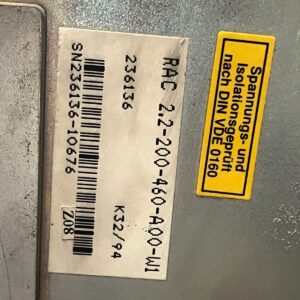 RAC 2.2-200-460-A00-W1
236136 K32/94
SN236136-10676 Z08
Spannungs- und
Isolationsgeprüft
nach DIN VDE 0160